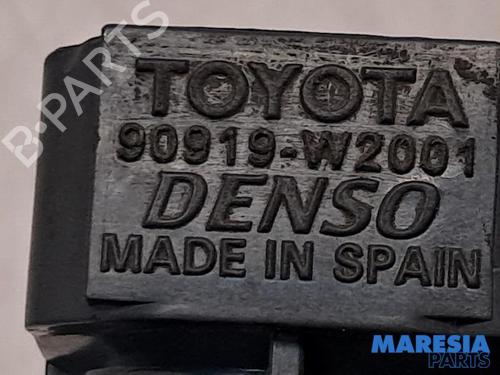 B-PARTS
TOYOTA
90919-W2001
DENSO
MADE IN SPAIN
MARESIA
PARTS